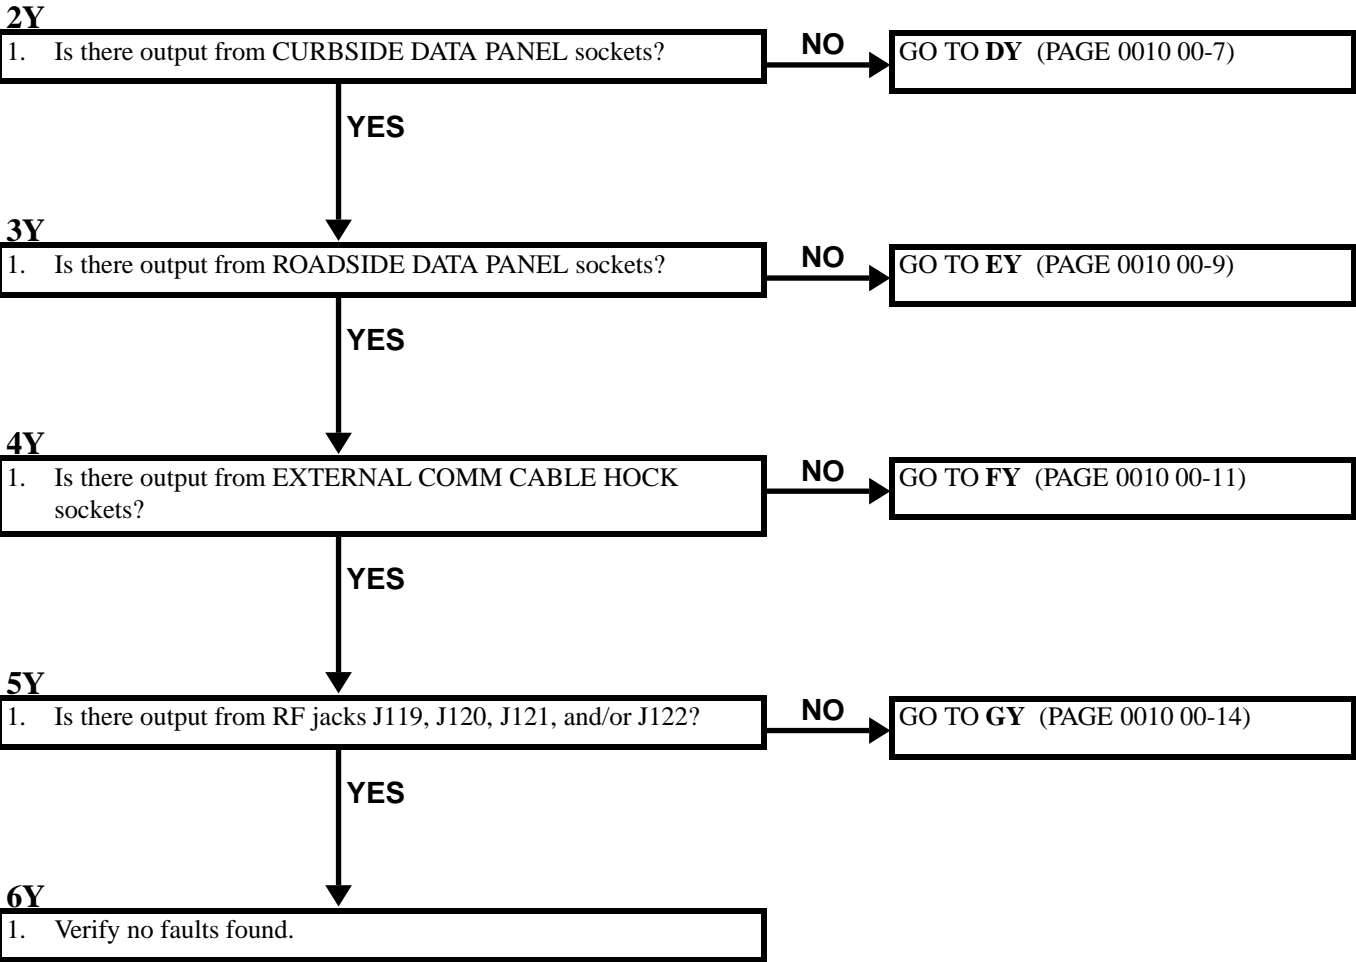 2Y
1. Is there output from CURBSIDE DATA PANEL sockets?
NO
GO TO DY (PAGE 0010 00-7)
YES
3Y
1. Is there output from ROADSIDE DATA PANEL sockets?
NO
GO TO EY (PAGE 0010 00-9)
YES
4Y
1. Is there output from EXTERNAL COMM CABLE HOCK
sockets?
NO
GO TO FY (PAGE 0010 00-11)
YES
5Y
1. Is there output from RF jacks J119, J120, J121, and/or J122?
NO
GO TO GY (PAGE 0010 00-14)
YES
6Y
1. Verify no faults found.